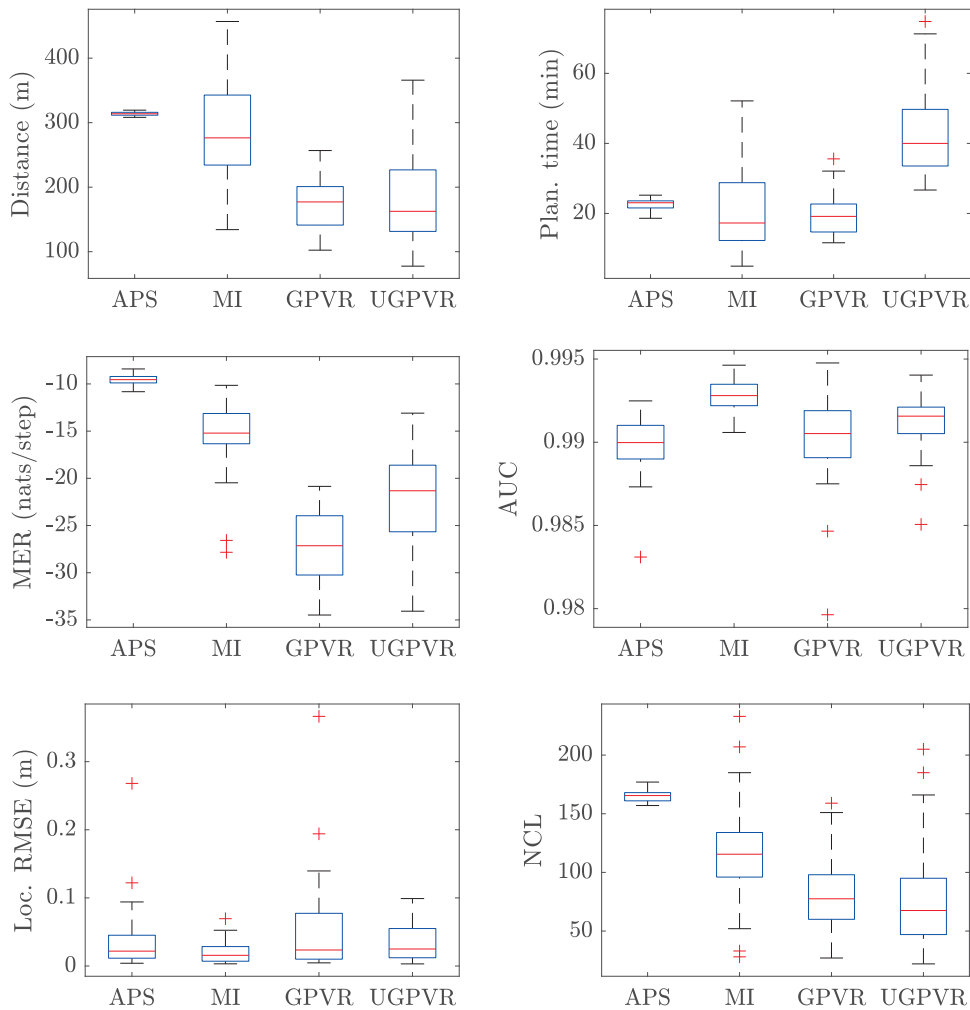 Distance (m)
400
300
200
100
APS MI GPVR UGPVR
Plan. time (min)
60
40
20
APS MI GPVR UGPVR
MER (nats/step)
-10
-15
-20
-25
-30
-35
APS MI GPVR UGPVR
AUC
0.995
0.99
0.985
0.98
APS MI GPVR UGPVR
Loc. RMSE (m)
0.3
0.2
0.1
0
APS MI GPVR UGPVR
NCL
200
150
100
50
APS MI GPVR UGPVR